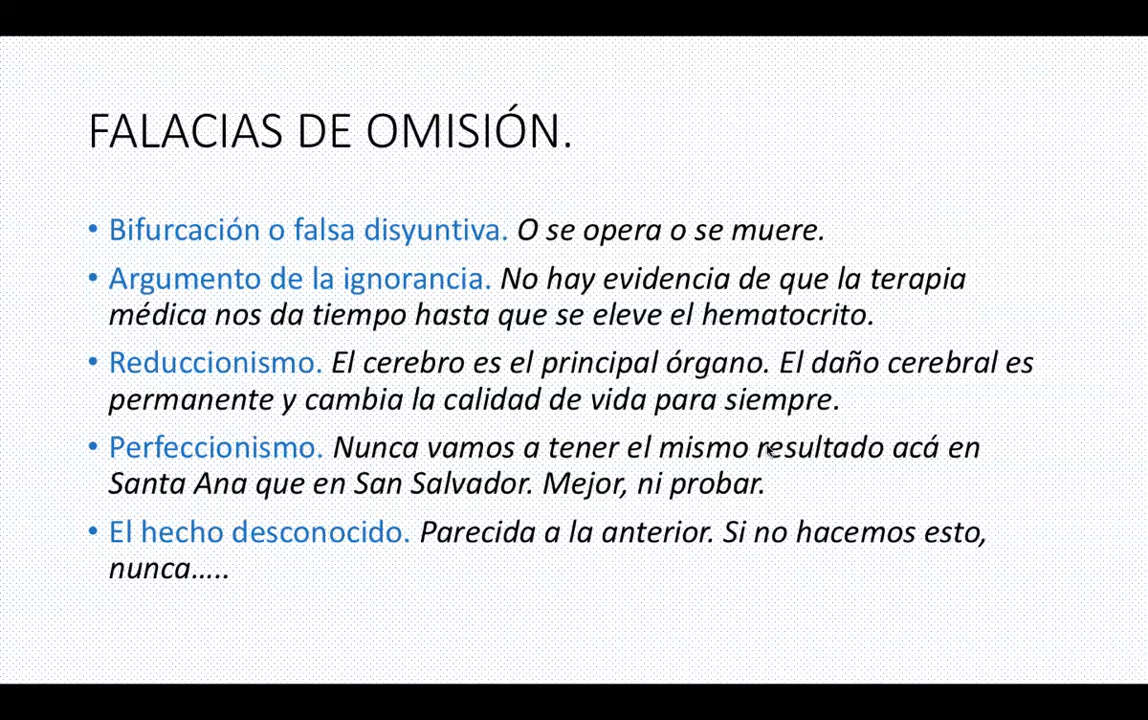 FALACIAS DE OMISIÓN.
• Bifurcación o falsa disyuntiva. O se opera o se muere.
• Argumento de la ignorancia. No hay evidencia de que la terapia
médica nos da tiempo hasta que se eleve el hematocrito.
• Reduccionismo. El cerebro es el principal órgano. El daño cerebral es
permanente y cambia la calidad de vida para siempre.
• Perfeccionismo. Nunca vamos a tener el mismo resultado acá en
Santa Ana que en San Salvador. Mejor, ni probar.
• El hecho desconocido. Parecida a la anterior. Si no hacemos esto,
nunca.....